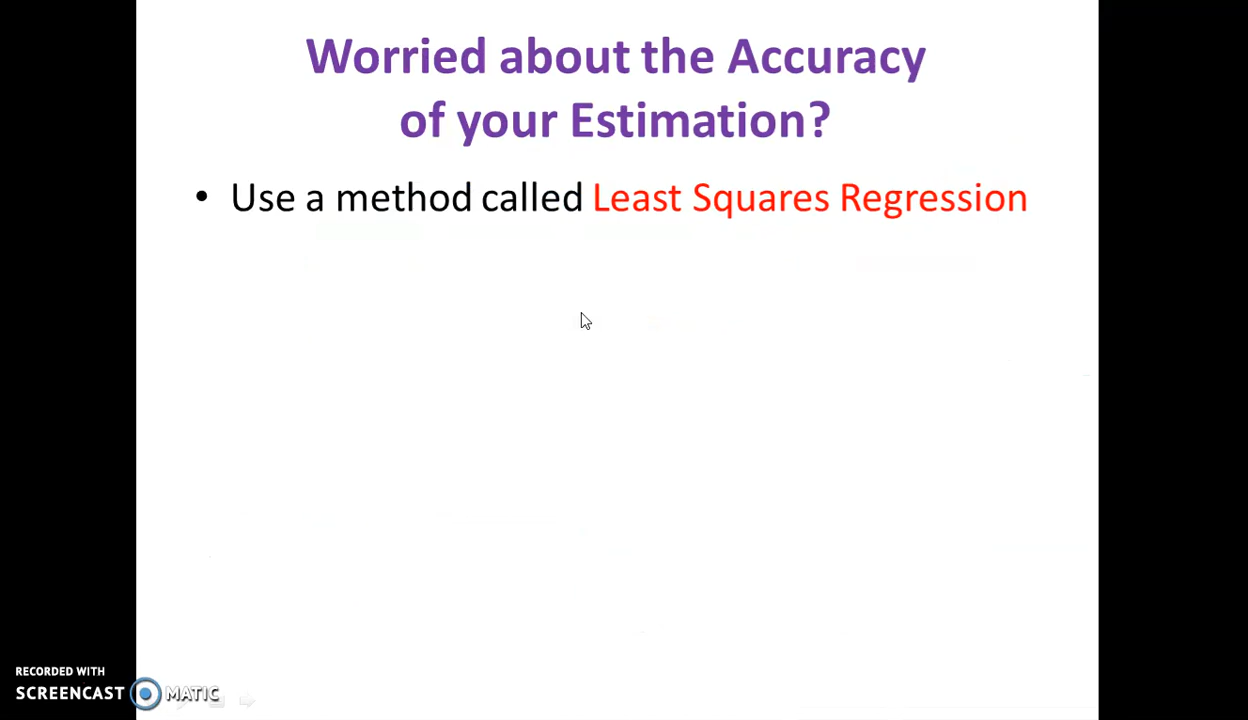 Worried about the Accuracy
of your Estimation?
• Use a method called Least Squares Regression
RECORDED WITH
SCREENCAST MATIC